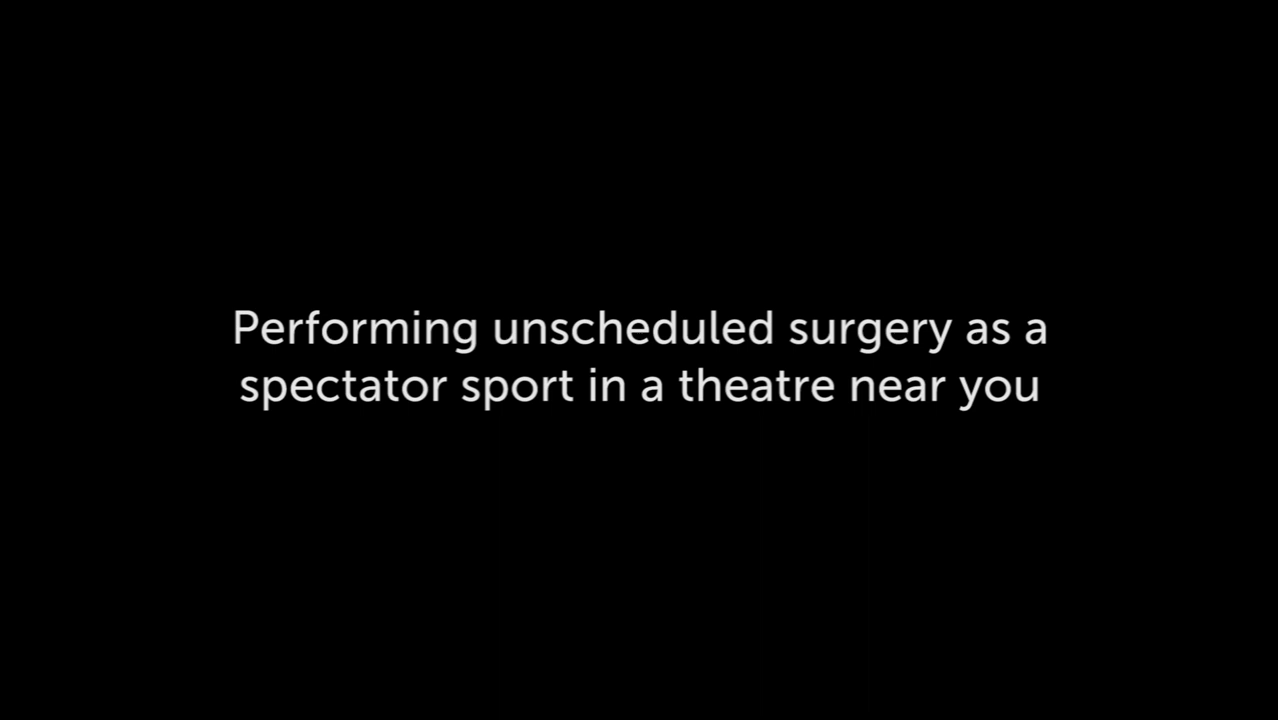 Performing unscheduled surgery as a
spectator sport in a theatre near you